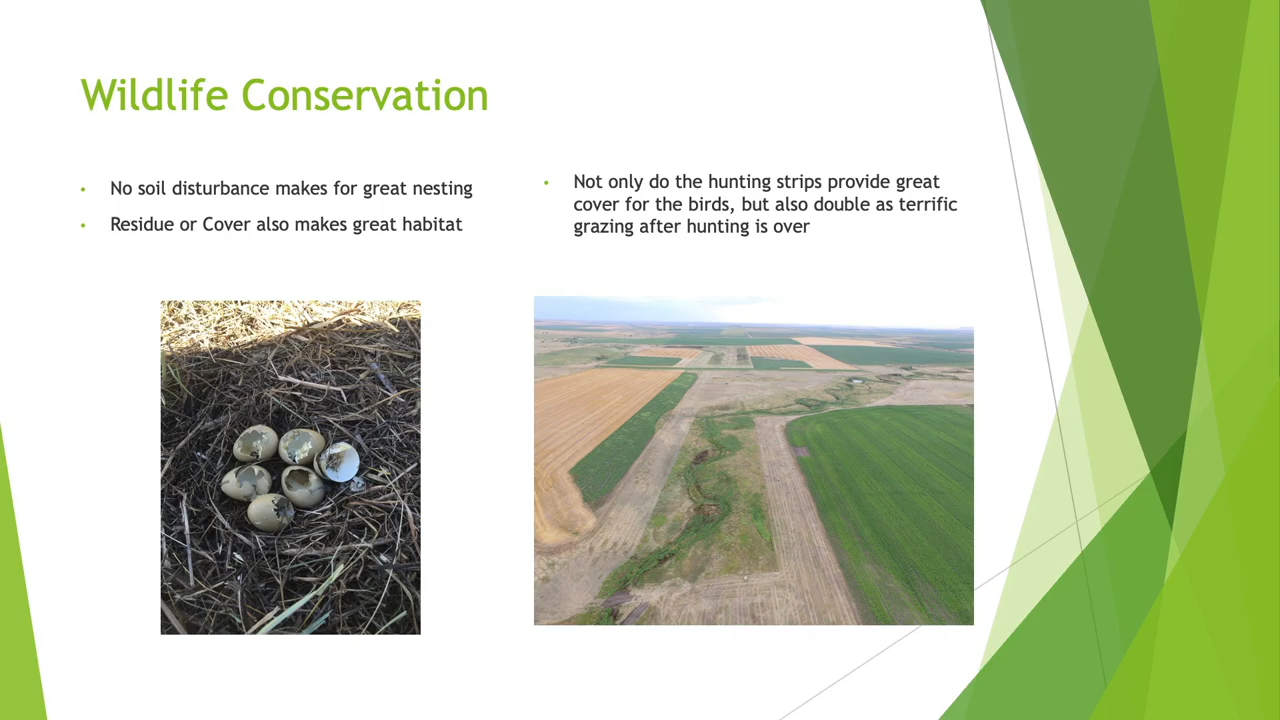 Wildlife Conservation
• No soil disturbance makes for great nesting
• Residue or Cover also makes great habitat
• Not only do the hunting strips provide great
cover for the birds, but also double as terrific
grazing after hunting is over